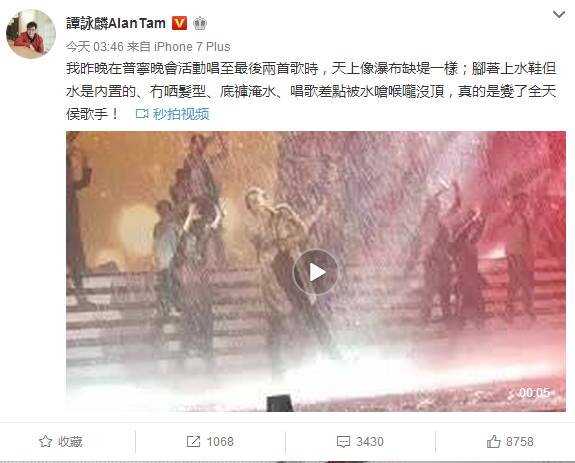 譚詠麟AlanTam
今天 03:46 来自 iPhone 7 Plus
我昨晚在普寧晚會活動唱至最後兩首歌時，天上像瀑布缺堤一樣；腳著上水鞋但
水是内置的、冇晒髮型、底褲淹水、唱歌差點被水嗆喉嚨沒頂，真的是變了全天
侯歌手！ 秒拍视频
00:05
收藏 1068 3430 8758